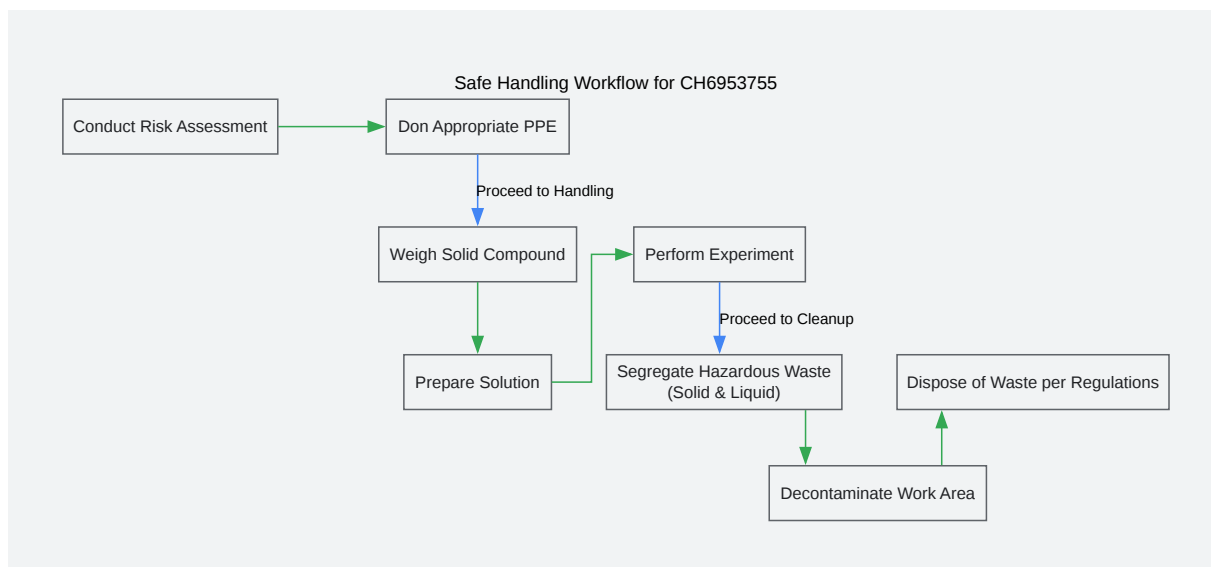 Safe Handling Workflow for CH6953755
Conduct Risk Assessment
Don Appropriate PPE
Proceed to Handling
Weigh Solid Compound
Perform Experiment
Proceed to Cleanup
Prepare Solution
Segregate Hazardous Waste
(Solid & Liquid)
Dispose of Waste per Regulations
Decontaminate Work Area